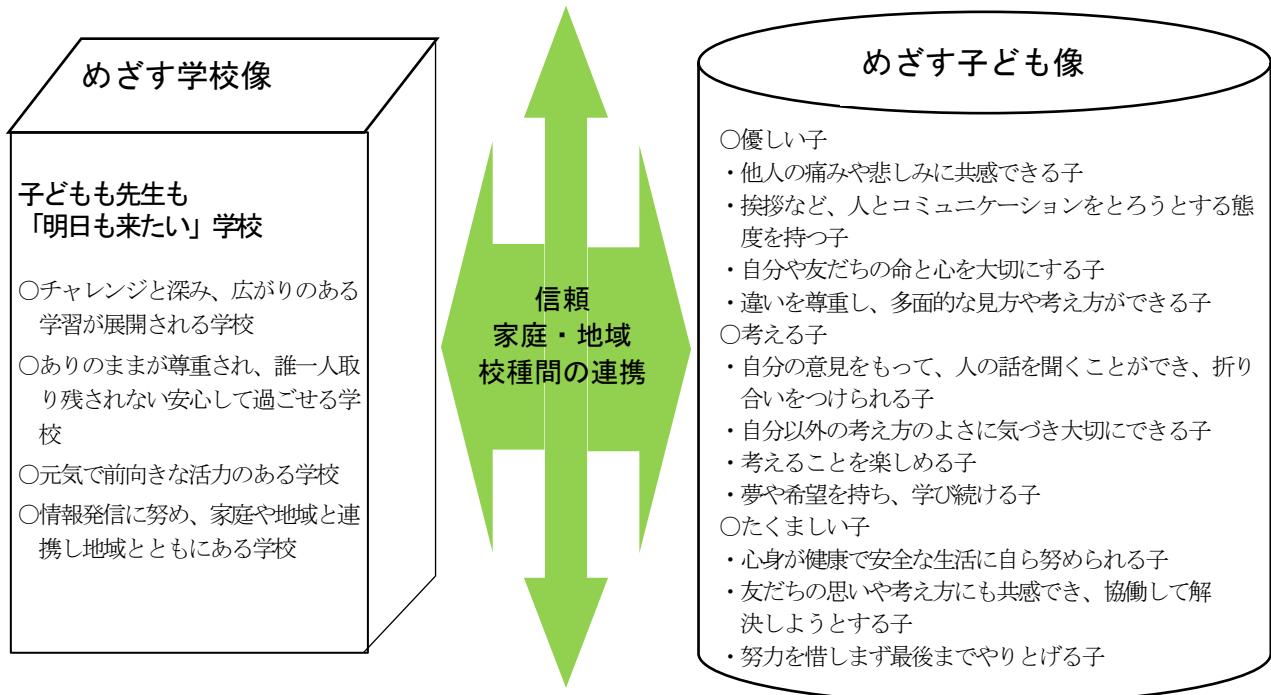 めざす学校像
子どもも先生も
「明日も来たい」学校
○チャレンジと深み、広がりのある
学習が展開される学校
○ありのままが尊重され、誰一人取
り残されない安心して過ごせる学
校
○元気で前向きな活力のある学校
○情報発信に努め、家庭や地域と連
携し地域とともにある学校
信頼
家庭・地域
校種間の連携
めざす子ども像
○優しい子
・他人の痛みや悲しみに共感できる子
・挨拶など、人とコミュニケーションをとろうとする態
度を持つ子
・自分や友だちの命と心を大切にする子
・違いを尊重し、多面的な見方や考え方ができる子
○考える子
・自分の意見をもって、人の話を聞くことができ、折り
合いをつけられる子
・自分以外の考え方のよさに気づき大切にできる子
・考えることを楽しめる子
・夢や希望を持ち、学び続ける子
○たくましい子
・心身が健康で安全な生活に自ら努められる子
・友だちの思いや考え方にも共感でき、協働して解
決しようとする子
・努力を惜しまず最後までやりとげる子